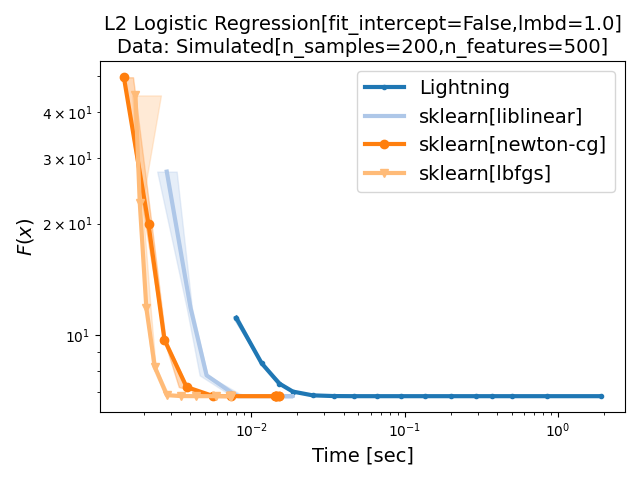 L2 Logistic Regression[fit_intercept=False,lmbd=1.0]
Data: Simulated[n_samples=200,n_features=500]
Lightning
sklearn[liblinear]
sklearn[newton-cg]
sklearn[lbfgs]
F(x)
4 × 10¹
3 × 10¹
2 × 10¹
10¹
10⁻²
10⁻¹
10⁰
Time [sec]